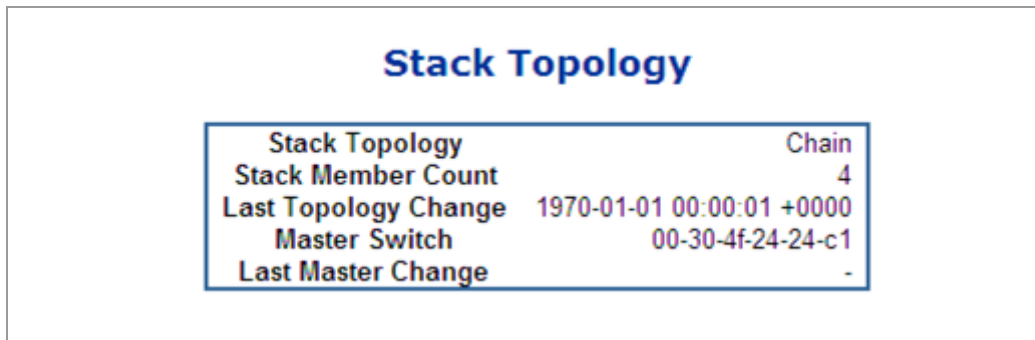 Stack Topology
Stack Topology Chain
Stack Member Count 4
Last Topology Change 1970-01-01 00:00:01 +0000
Master Switch 00-30-4f-24-24-c1
Last Master Change -